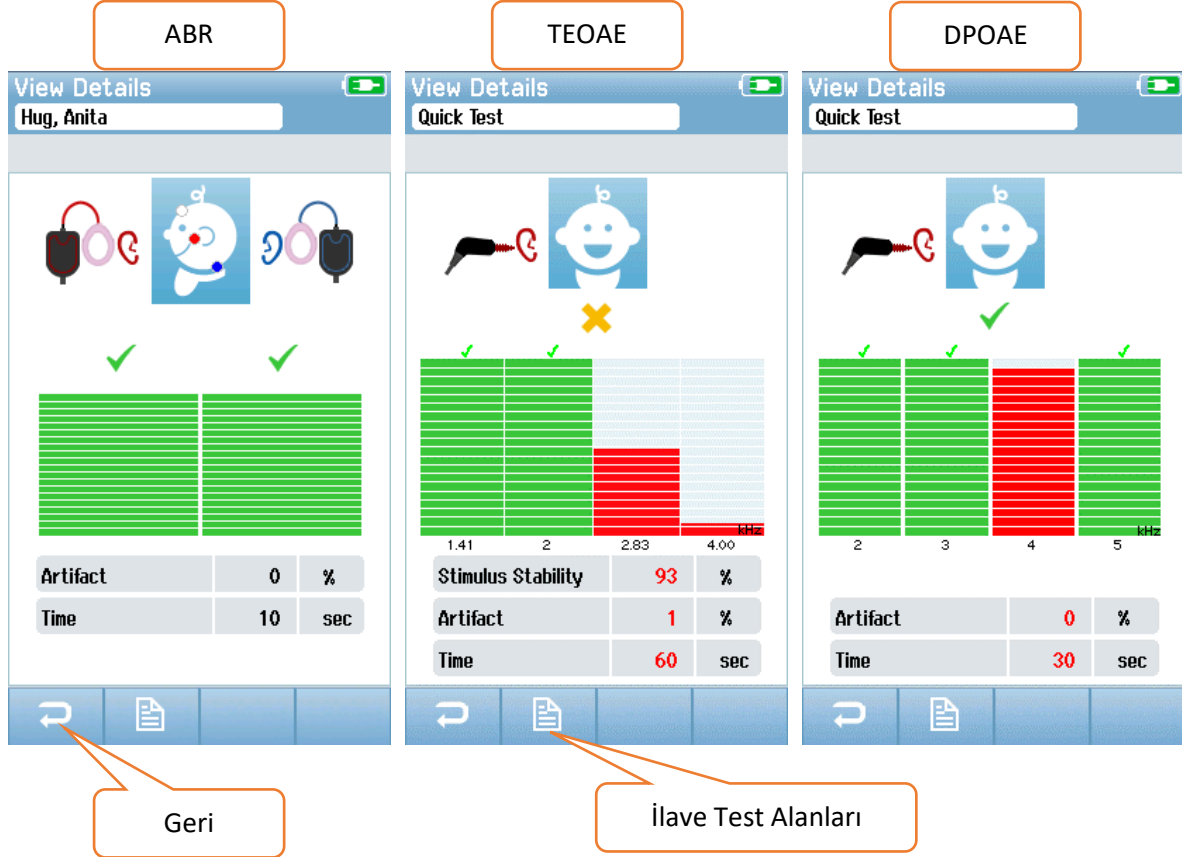 ABR
TEOAE
DPOAE
View Details
Hug, Anita
Artifact 0 %
Time 10 sec
View Details
Quick Test
kHz
1.41 2 2.83 4.00
Stimulus Stability 93 %
Artifact 1 %
Time 60 sec
View Details
Quick Test
kHz
2 3 4 5
Artifact 0 %
Time 30 sec
Geri
İlave Test Alanları